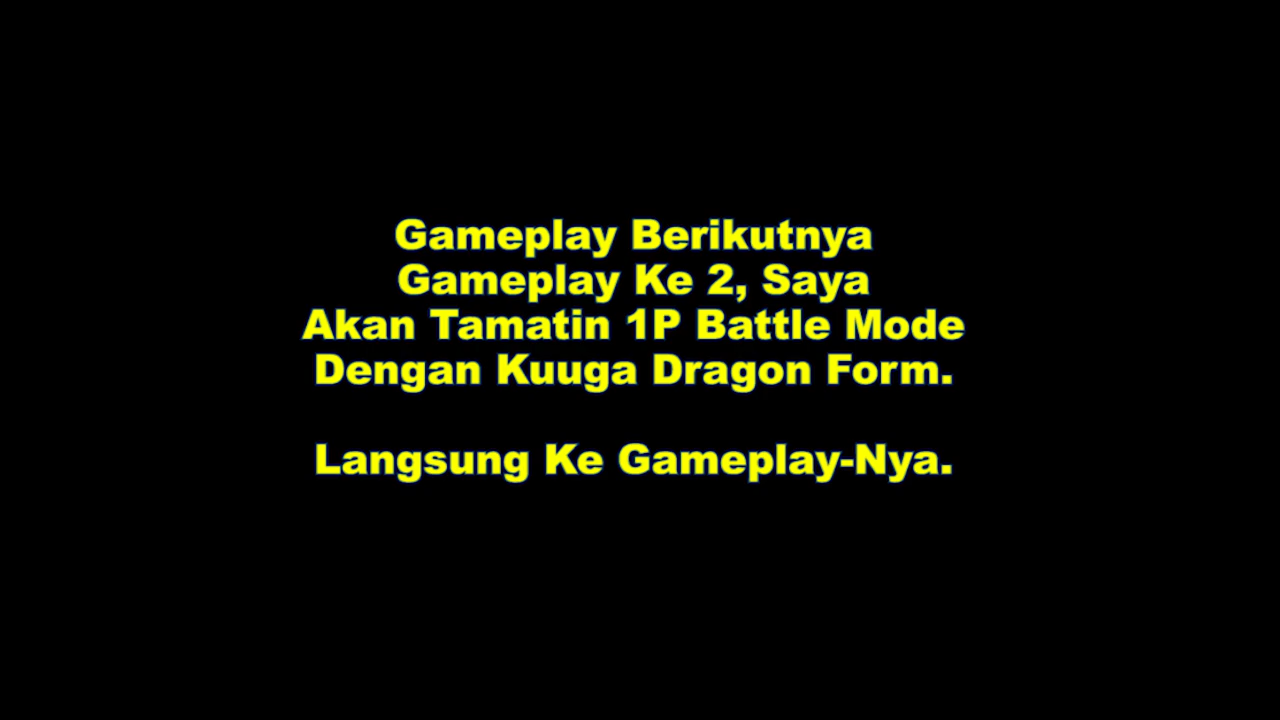 Gameplay Berikutnya
Gameplay Ke 2, Saya
Akan Tamatin 1P Battle Mode
Dengan Kuuga Dragon Form.
Langsung Ke Gameplay-Nya.